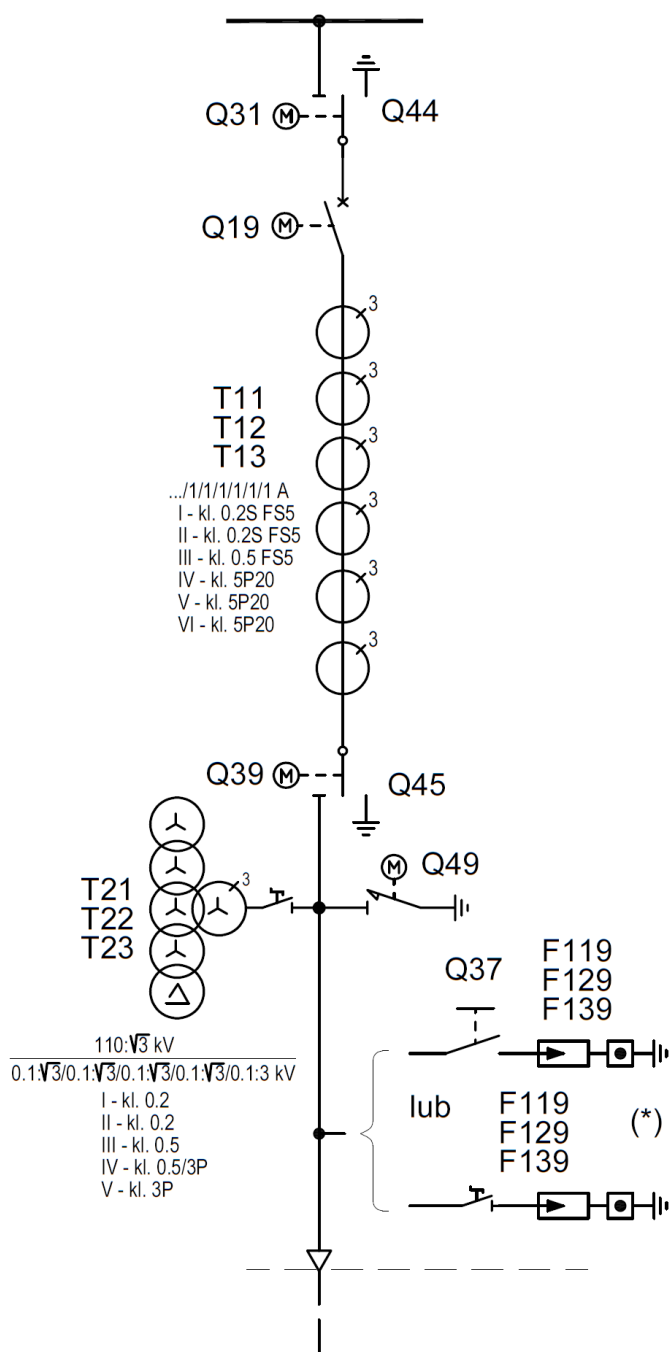 Q31 M Q44
Q19 M
3
3
3
3
3
3
T11
T12
T13
.../1/1/1/1/1/1 A
I - kl. 0.2S FS5
II - kl. 0.2S FS5
III - kl. 0.5 FS5
IV - kl. 5P20
V - kl. 5P20
VI - kl. 5P20
Q39 M Q45
M Q49
3
T21
T22
T23
110:√3 kV
0.1:√3/0.1:√3/0.1:√3/0.1:√3/0.1:3 kV
I - kl. 0.2
II - kl. 0.2
III - kl. 0.5
IV - kl. 0.5/3P
V - kl. 3P
Q37
F119
F129
F139
lub
F119
F129
F139
(*)